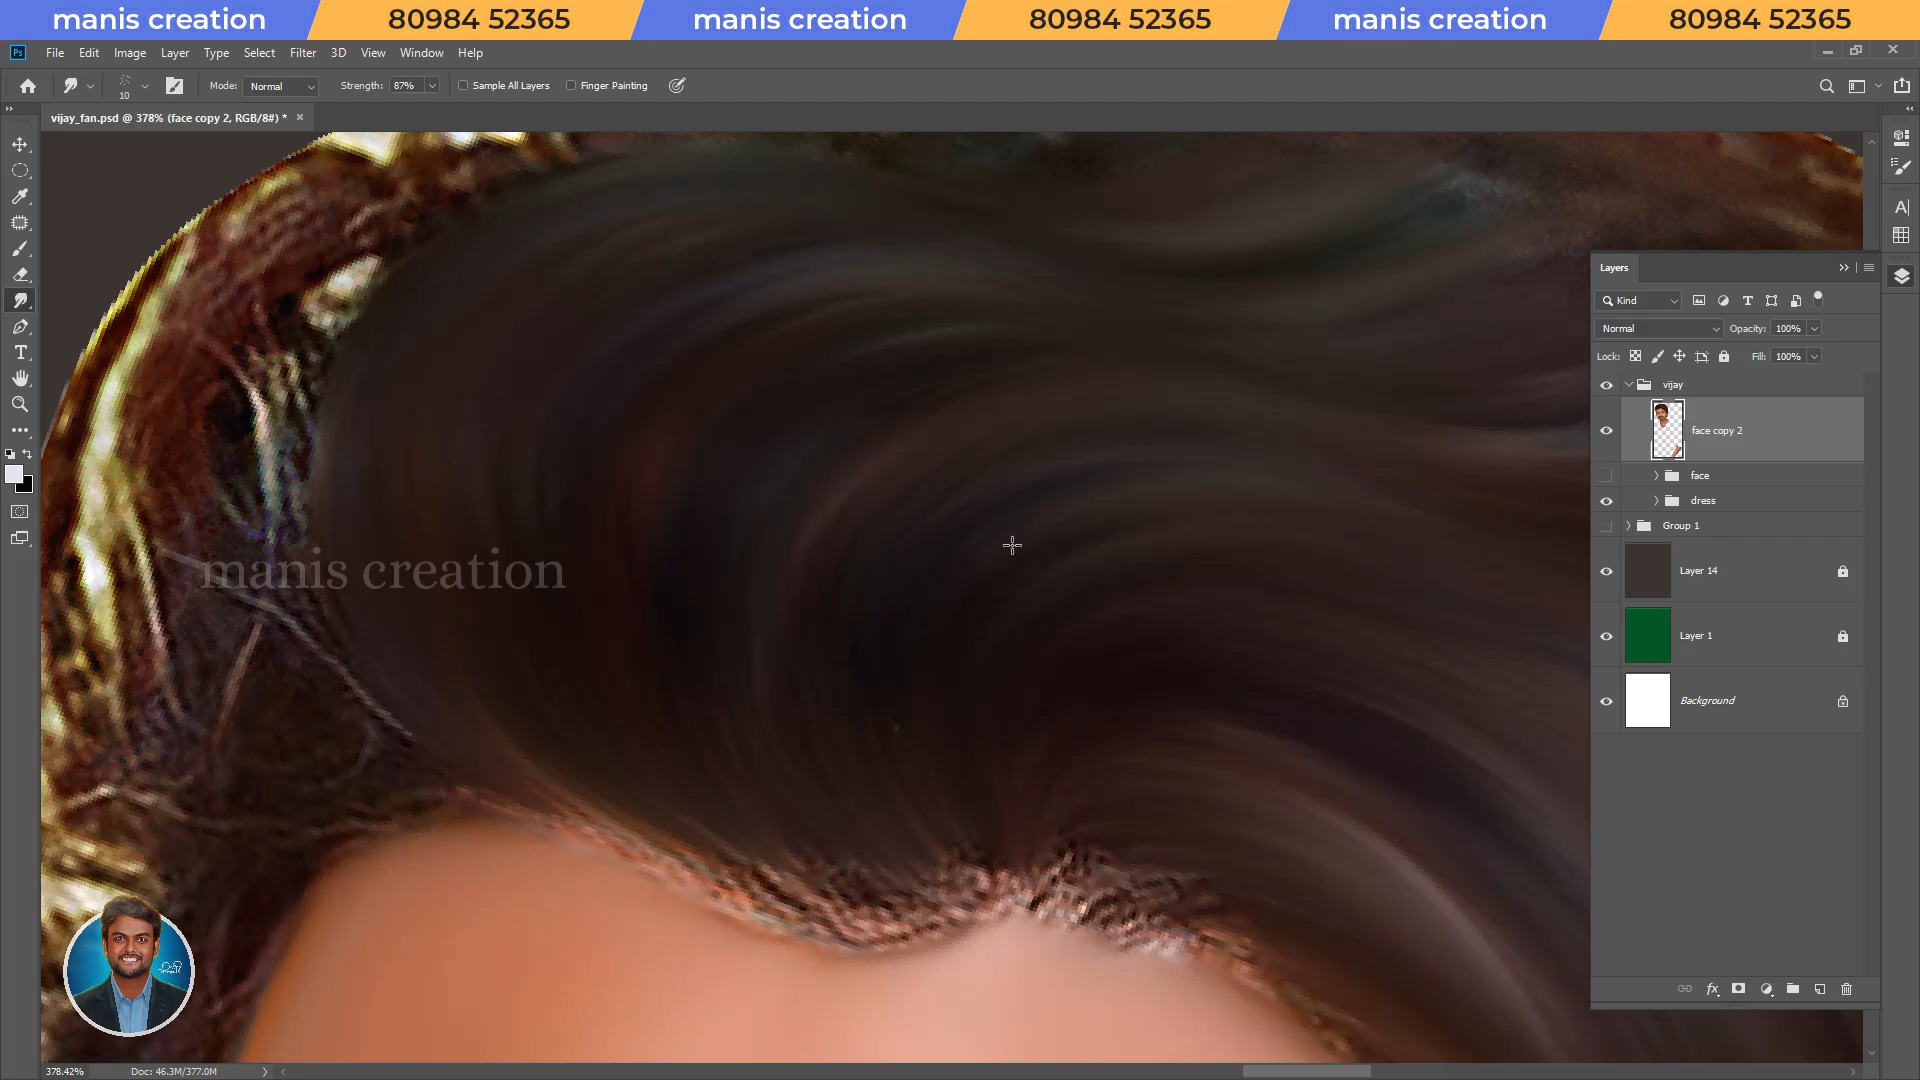 manis creation 80984 52365 manis creation 80984 52365 manis creation 80984 52365
Ps File Edit Image Layer Type Select Filter 3D View Window Help
10 Mode: Normal Strength: 87% Sample All Layers Finger Painting
vijay_fan.psd @ 378% (face copy 2, RGB/8#) * ×
Layers
Kind
Normal Opacity: 100%
Lock: Fill: 100%
vijay
face copy 2
face
dress
Group 1
Layer 14
Layer 1
Background
manis creation
378.42% Doc: 46.3M/377.0M